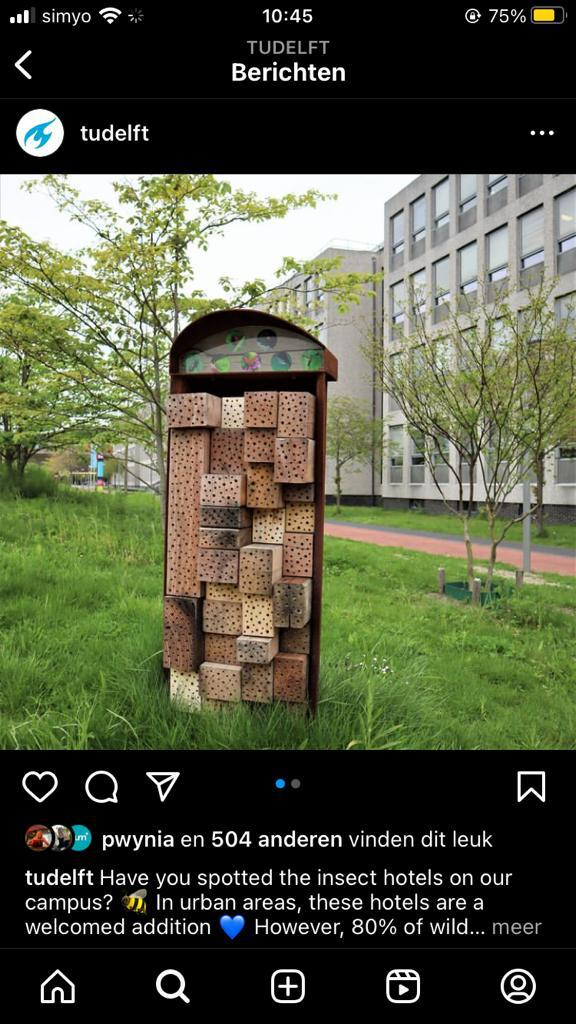 simyo 10:45 75%
TUDELFT
Berichten
tudelft
um
pwynia en 504 anderen vinden dit leuk
tudelft Have you spotted the insect hotels on our
campus? 🐝 In urban areas, these hotels are a
welcomed addition 💙 However, 80% of wild... meer